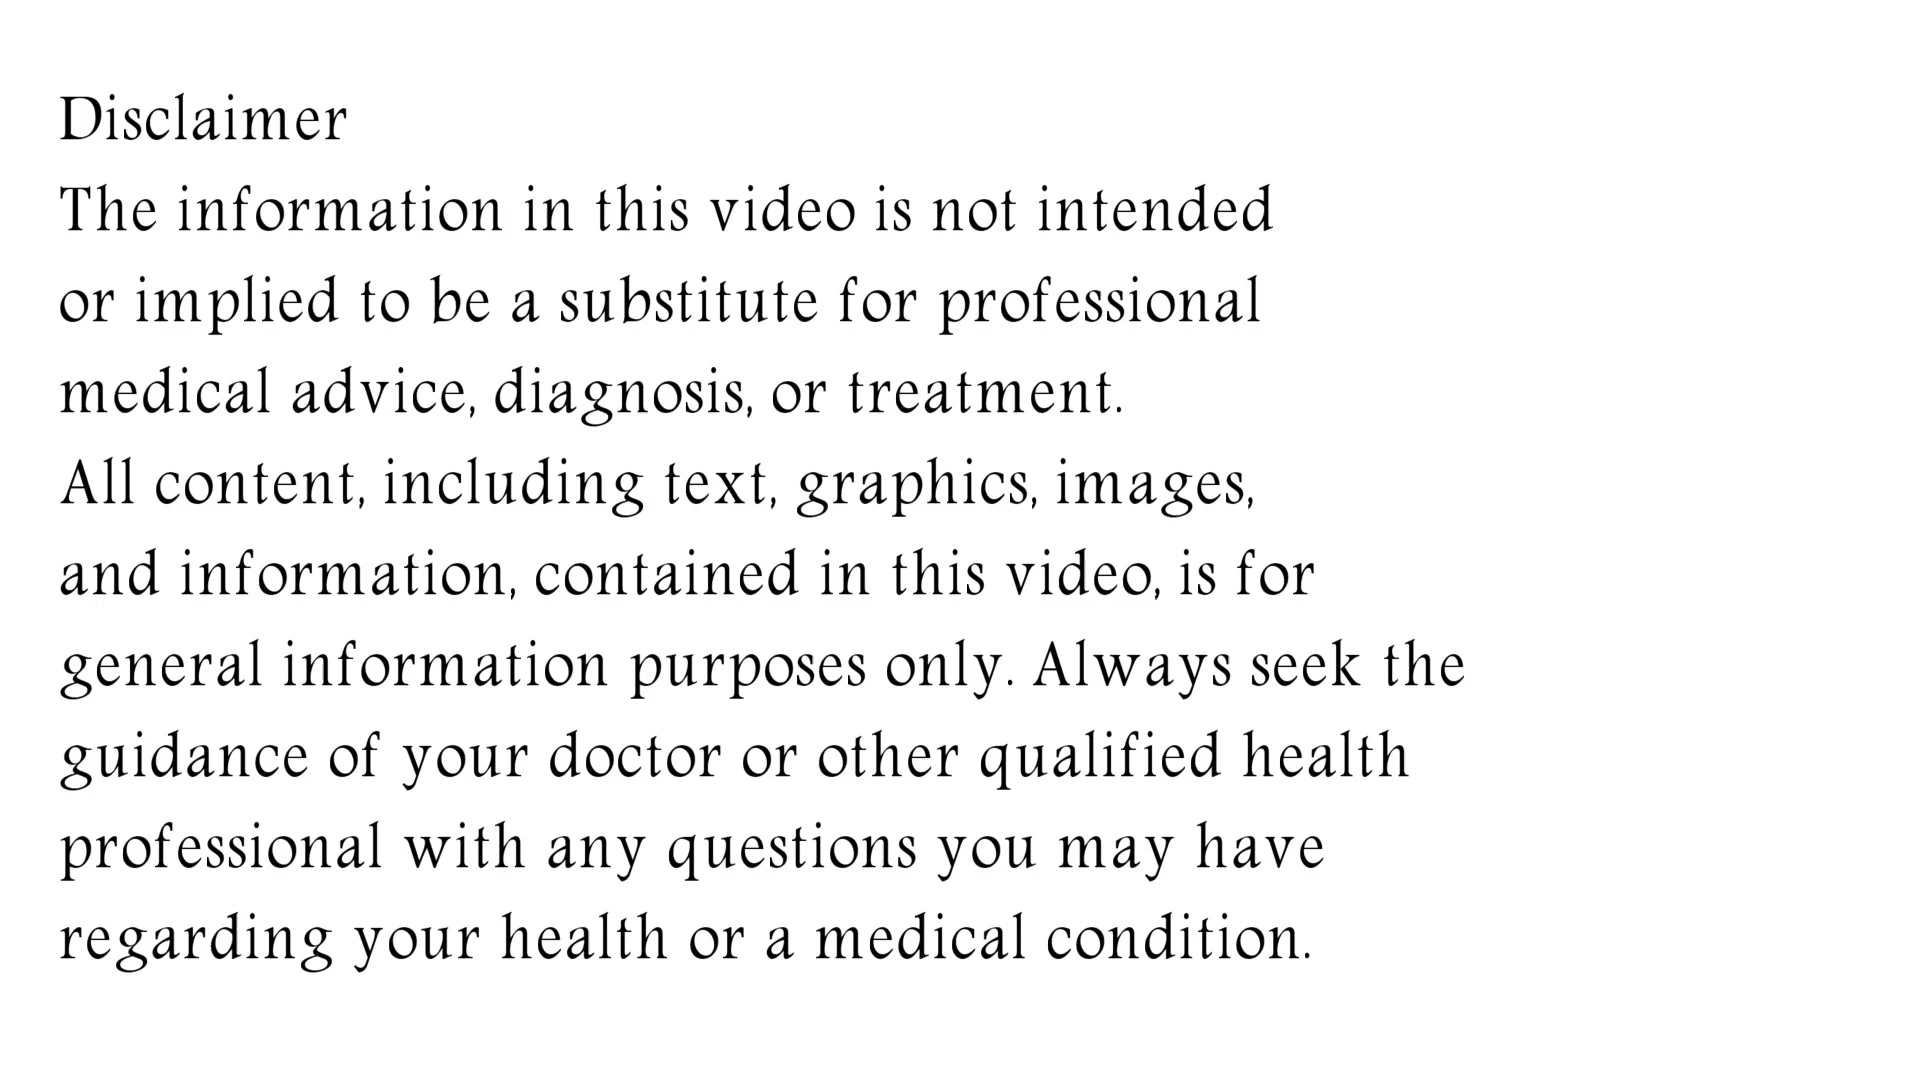 Disclaimer
The information in this video is not intended
or implied to be a substitute for professional
medical advice, diagnosis, or treatment.
All content, including text, graphics, images,
and information, contained in this video, is for
general information purposes only. Always seek the
guidance of your doctor or other qualified health
professional with any questions you may have
regarding your health or a medical condition.